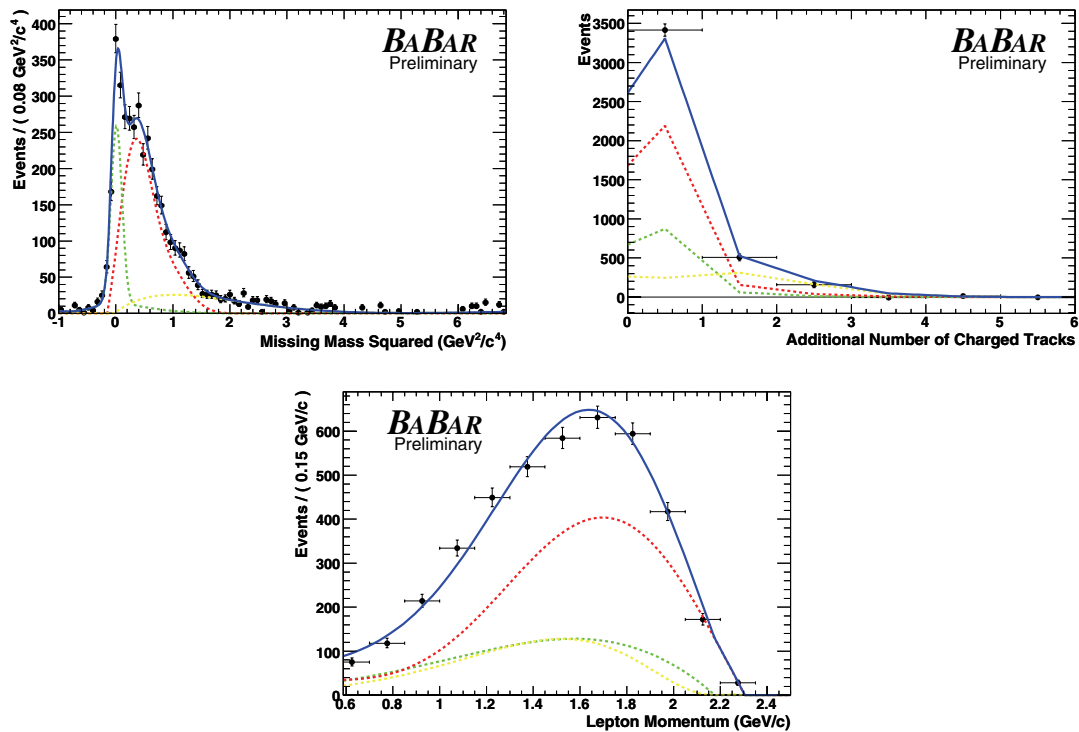 400
350
300
250
200
150
100
50
0
Events / ( 0.08 GeV²/c⁴ )
BABAR
Preliminary
-1 0 1 2 3 4 5 6
Missing Mass Squared (GeV²/c⁴)
3500
3000
2500
2000
1500
1000
500
0
Events
BABAR
Preliminary
0 1 2 3 4 5 6
Additional Number of Charged Tracks
600
500
400
300
200
100
0
Events / ( 0.15 GeV/c )
BABAR
Preliminary
0.6 0.8 1 1.2 1.4 1.6 1.8 2 2.2 2.4
Lepton Momentum (GeV/c)